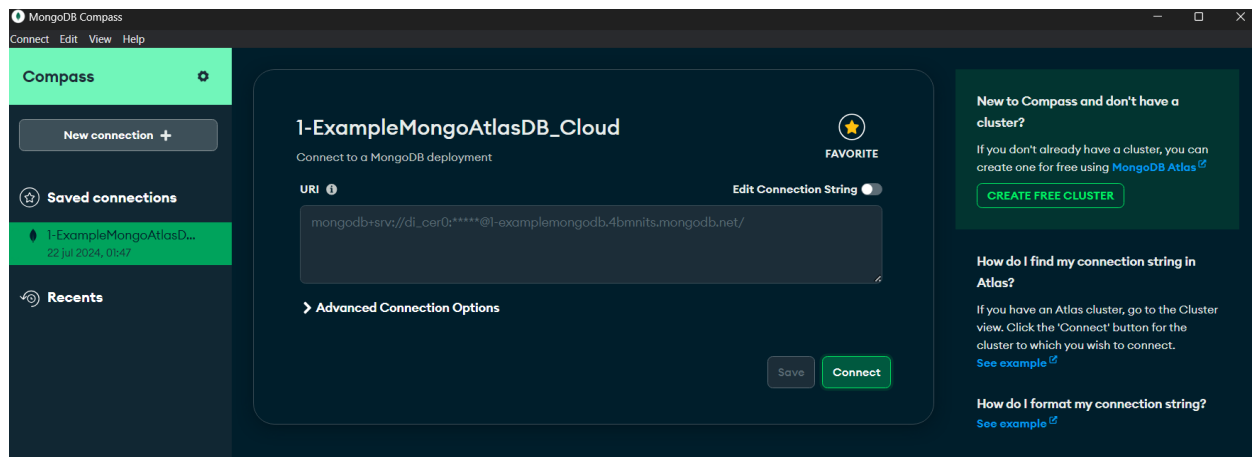 MongoDB Compass
Connect Edit View Help
Compass
New connection +
Saved connections
1-ExampleMongoAtlasD...
22 jul 2024, 01:47
Recents
1-ExampleMongoAtlasDB_Cloud
Connect to a MongoDB deployment
FAVORITE
URI
Edit Connection String
mongodb+srv://di_cer0:*****@1-examplemongodb.4bmnits.mongodb.net/
Advanced Connection Options
Save
Connect
New to Compass and don't have a
cluster?
If you don't already have a cluster, you can
create one for free using MongoDB Atlas
CREATE FREE CLUSTER
How do I find my connection string in
Atlas?
If you have an Atlas cluster, go to the Cluster
view. Click the 'Connect' button for the
cluster to which you wish to connect.
See example
How do I format my connection string?
See example